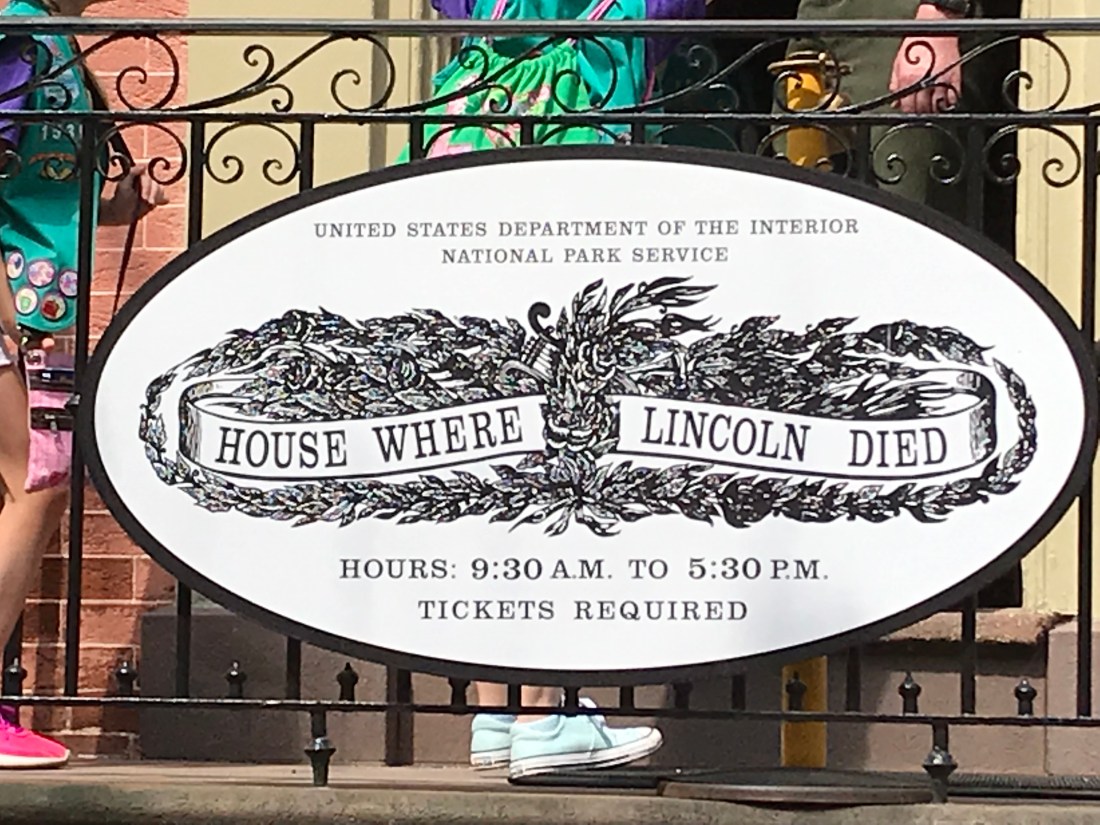 UNITED STATES DEPARTMENT OF THE INTERIOR
NATIONAL PARK SERVICE
HOUSE WHERE LINCOLN DIED
HOURS: 9:30 A.M. TO 5:30 P.M.
TICKETS REQUIRED